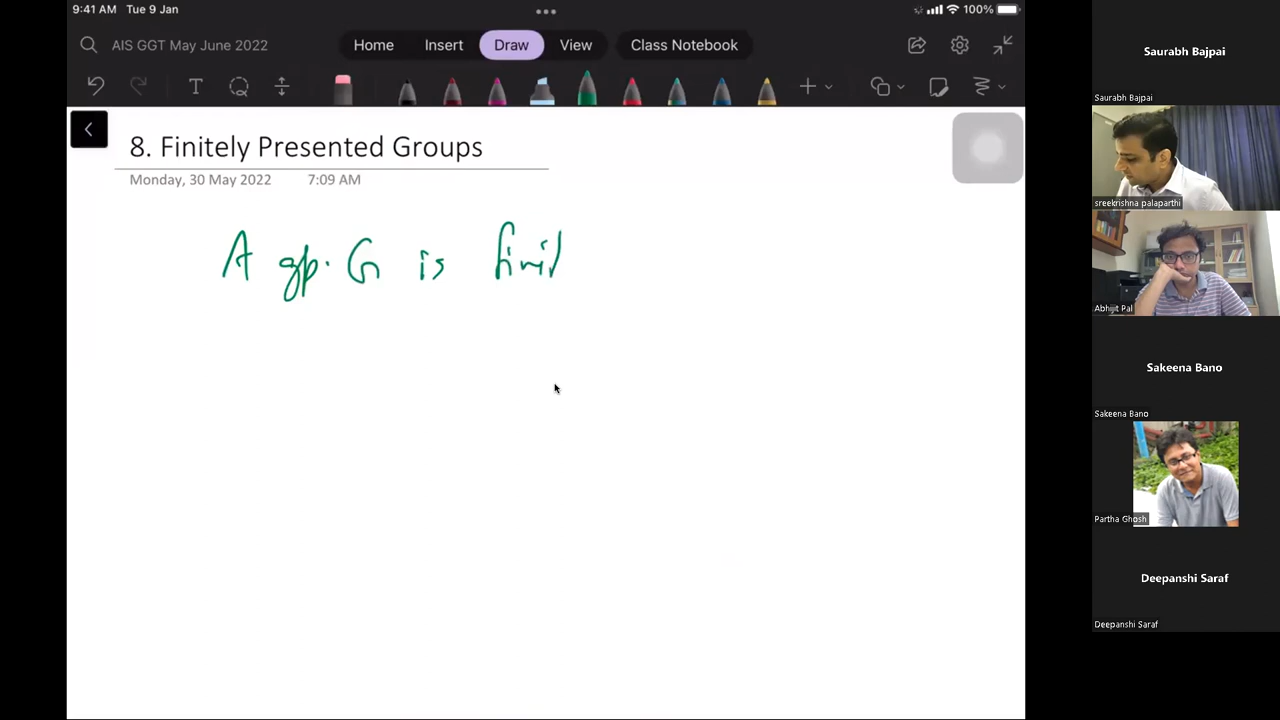 9:41 AM Tue 9 Jan
100%
AIS GGT May June 2022
Home Insert Draw View Class Notebook
8. Finitely Presented Groups
Monday, 30 May 2022 7:09 AM
A gp. G is finit
Saurabh Bajpai
Saurabh Bajpai
sreekrishna palaparthi
Abhijit Pal
Sakeena Bano
Sakeena Bano
Partha Ghosh
Deepanshi Saraf
Deepanshi Saraf